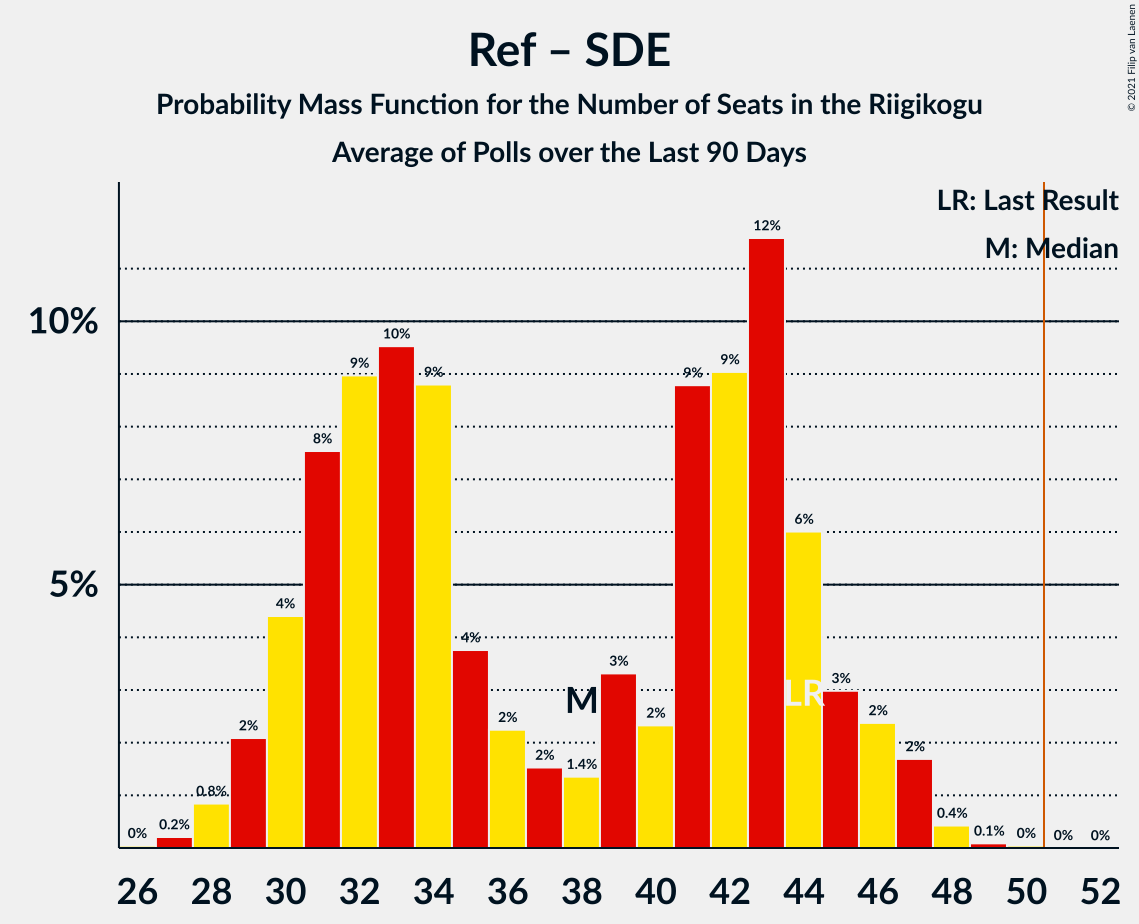 © 2021 Filip van Laenen
Ref – SDE
Probability Mass Function for the Number of Seats in the Riigikogu
Average of Polls over the Last 90 Days
LR: Last Result
M: Median
10%
5%
0% 0.2% 0.8% 2% 4% 8% 9% 10% 9% 4% 2% 2% 1.4% 3% 2% 9% 9% 12% 6% 3% 2% 2% 0.4% 0.1% 0% 0% 0%
M LR
26 28 30 32 34 36 38 40 42 44 46 48 50 52